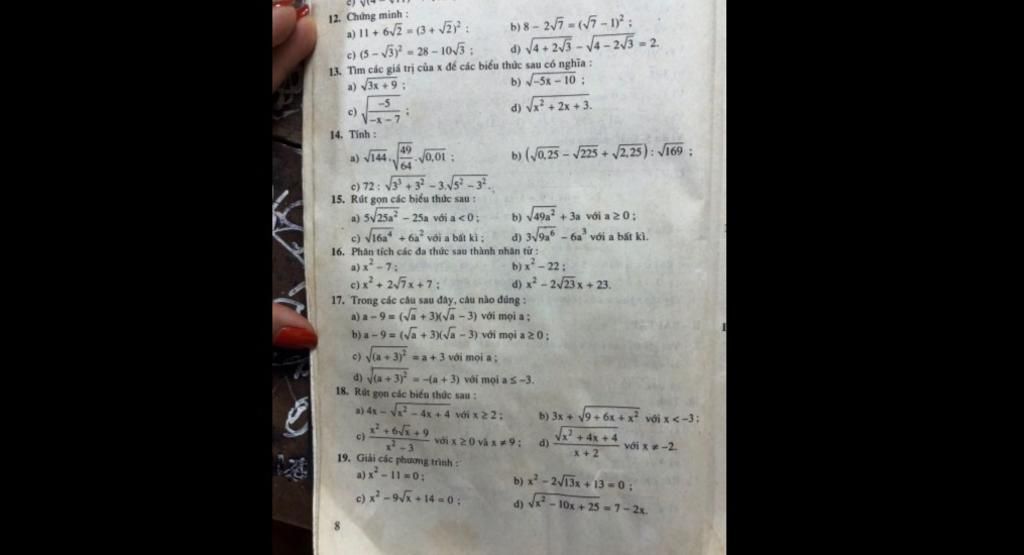 12. Chứng minh :
a) 11 + 6√2 = (3 + √2)² ; b) 8 – 2√7 = (√7 – 1)² ;
c) (5 – √3)² = 28 – 10√3 ; d) √(4 + 2√3) – √(4 – 2√3) = 2.
13. Tìm các giá trị của x để các biểu thức sau có nghĩa :
a) √(3x + 9) ; b) √(–5x – 10) ;
c) √(–5/(–x – 7)) ; d) √(x² + 2x + 3).
14. Tính :
a) √144.√(49/64).√0,01 ; b) (√0,25 – √225 + √2,25) : √169 ;
c) 72 : √(3³ + 3²) – 3.√(5² – 3²).
15. Rút gọn các biểu thức sau :
a) 5√(25a²) – 25a với a < 0 ; b) √(49a²) + 3a với a ≥ 0 ;
c) √(16a⁴) + 6a² với a bất kì ; d) 3√(9a⁶) – 6a³ với a bất kì.
16. Phân tích các đa thức sau thành nhân tử :
a) x² – 7 ; b) x² – 22 ;
c) x² + 2√7x + 7 ; d) x² – 2√23x + 23.
17. Trong các câu sau đây, câu nào đúng :
a) a – 9 = (√a + 3)(√a – 3) với mọi a ;
b) a – 9 = (√a + 3)(√a – 3) với mọi a ≥ 0 ;
c) √((a + 3)²) = a + 3 với mọi a ;
d) √((a + 3)²) = –(a + 3) với mọi a ≤ –3.
18. Rút gọn các biểu thức sau :
a) 4x – √(x² – 4x + 4) với x ≥ 2 ; b) 3x + √(9 + 6x + x²) với x < –3 ;
c) (x² + 6√x + 9)/(x² – 3) với x ≥ 0 và x ≠ 9 ; d) √(x² + 4x + 4)/(x + 2) với x ≠ –2.
19. Giải các phương trình :
a) x² – 11 = 0 ; b) x² – 2√13x + 13 = 0 ;
c) x² – 9√x + 14 = 0 ; d) √(x² – 10x + 25) = 7 – 2x.
8